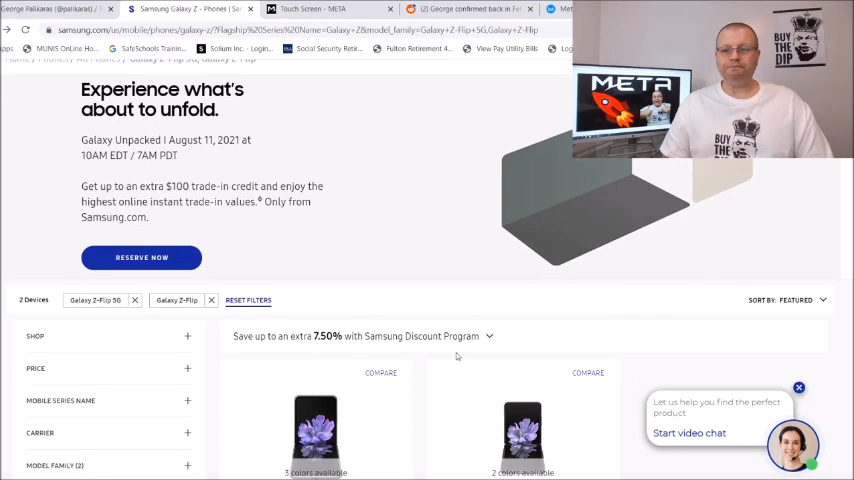 George Palikaras (@palikaras) | T
Samsung Galaxy Z - Phones | Sa
Touch Screen - META
() George confirmed back in Fel
Met
samsung.com/us/mobile/phones/galaxy-z/?Flagship%20Series%20Name=Galaxy+Z&model_family=Galaxy+Z-Flip+5G,Galaxy+Z-Flip
pps
MUNIS OnLine Ho...
SafeSchools Trainin...
Solium Inc. - Login...
Social Security Retir...
Fulton Retirement 4...
View Pay Utility Bills
Home / Phones / All Phones / Galaxy Z-Flip 5G, Galaxy Z-Flip
Experience what's
about to unfold.
Galaxy Unpacked | August 11, 2021 at
10AM EDT / 7AM PDT
Get up to an extra $100 trade-in credit and enjoy the
highest online instant trade-in values.◊ Only from
Samsung.com.
RESERVE NOW
META
BUY
THE
DIP
BUY
THE
DIP
2 Devices
Galaxy Z-Flip 5G
Galaxy Z-Flip
RESET FILTERS
SORT BY: FEATURED
SHOP
PRICE
MOBILE SERIES NAME
CARRIER
MODEL FAMILY (2)
Save up to an extra 7.50% with Samsung Discount Program
COMPARE
COMPARE
3 colors available
2 colors available
Let us help you find the perfect
product
Start video chat